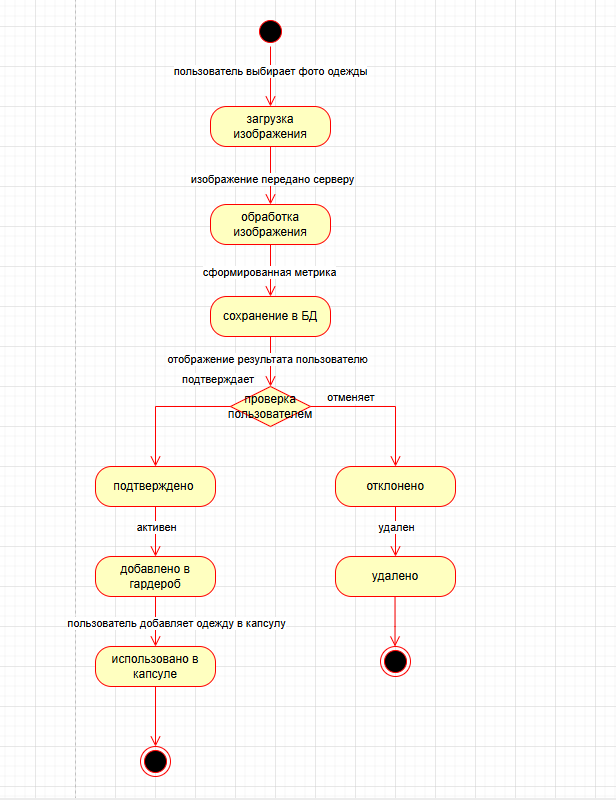 пользователь выбирает фото одежды
загрузка
изображения
изображение передано серверу
обработка
изображения
сформированная метрика
сохранение в БД
отображение результата пользователю
подтверждает
отменяет
проверка
пользователем
подтверждено
отклонено
активен
удален
добавлено в
гардероб
удалено
пользователь добавляет одежду в капсулу
использовано в
капсуле